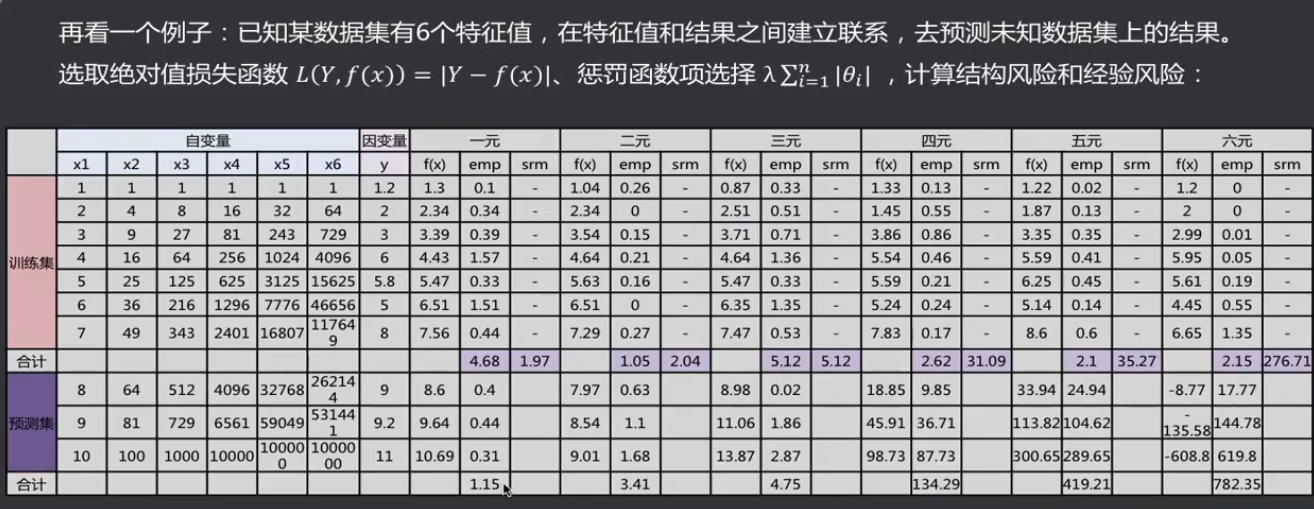 再看一个例子：已知某数据集有6个特征值，在特征值和结果之间建立联系，去预测未知数据集上的结果。
选取绝对值损失函数 L(Y, f(x)) = |Y − f(x)|、惩罚函数项选择 λ∑ⁿᵢ₌₁|θᵢ| ，计算结构风险和经验风险：
自变量 因变量 一元 二元 三元 四元 五元 六元
x1 x2 x3 x4 x5 x6 y f(x) emp srm f(x) emp srm f(x) emp srm f(x) emp srm f(x) emp srm f(x) emp srm
训练集
1 1 1 1 1 1 1.2 1.3 0.1 - 1.04 0.26 - 0.87 0.33 - 1.33 0.13 - 1.22 0.02 - 1.2 0 -
2 4 8 16 32 64 2 2.34 0.34 - 2.34 0 - 2.51 0.51 - 1.45 0.55 - 1.87 0.13 - 2 0 -
3 9 27 81 243 729 3 3.39 0.39 - 3.54 0.15 - 3.71 0.71 - 3.86 0.86 - 3.35 0.35 - 2.99 0.01 -
4 16 64 256 1024 4096 6 4.43 1.57 - 4.64 0.21 - 4.64 1.36 - 5.54 0.46 - 5.59 0.41 - 5.95 0.05 -
5 25 125 625 3125 15625 5.8 5.47 0.33 - 5.63 0.16 - 5.47 0.33 - 5.59 0.21 - 6.25 0.45 - 5.61 0.19 -
6 36 216 1296 7776 46656 5 6.51 1.51 - 6.51 0 - 6.35 1.35 - 5.24 0.24 - 5.14 0.14 - 4.45 0.55 -
7 49 343 2401 16807 117649 8 7.56 0.44 - 7.29 0.27 - 7.47 0.53 - 7.83 0.17 - 8.6 0.6 - 6.65 1.35 -
合计 4.68 1.97 1.05 2.04 5.12 5.12 2.62 31.09 2.1 35.27 2.15 276.71
预测集
8 64 512 4096 32768 262144 9 8.6 0.4 7.97 0.63 8.98 0.02 18.85 9.85 33.94 24.94 -8.77 17.77
9 81 729 6561 59049 531441 9.2 9.64 0.44 8.54 1.1 11.06 1.86 45.91 36.71 113.82 104.62 -135.58 144.78
10 100 1000 10000 100000 1000000 11 10.69 0.31 9.01 1.68 13.87 2.87 98.73 87.73 300.65 289.65 -608.8 619.8
合计 1.15 3.41 4.75 134.29 419.21 782.35